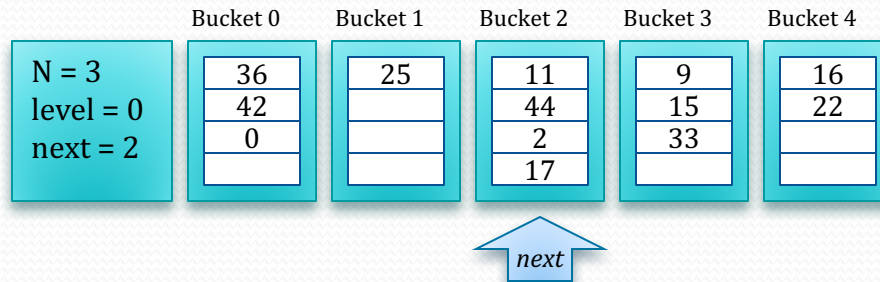 Bucket 0 Bucket 1 Bucket 2 Bucket 3 Bucket 4
N = 3
level = 0
next = 2
36 25 11 9 16
42 44 15 22
0 2 33
17
next